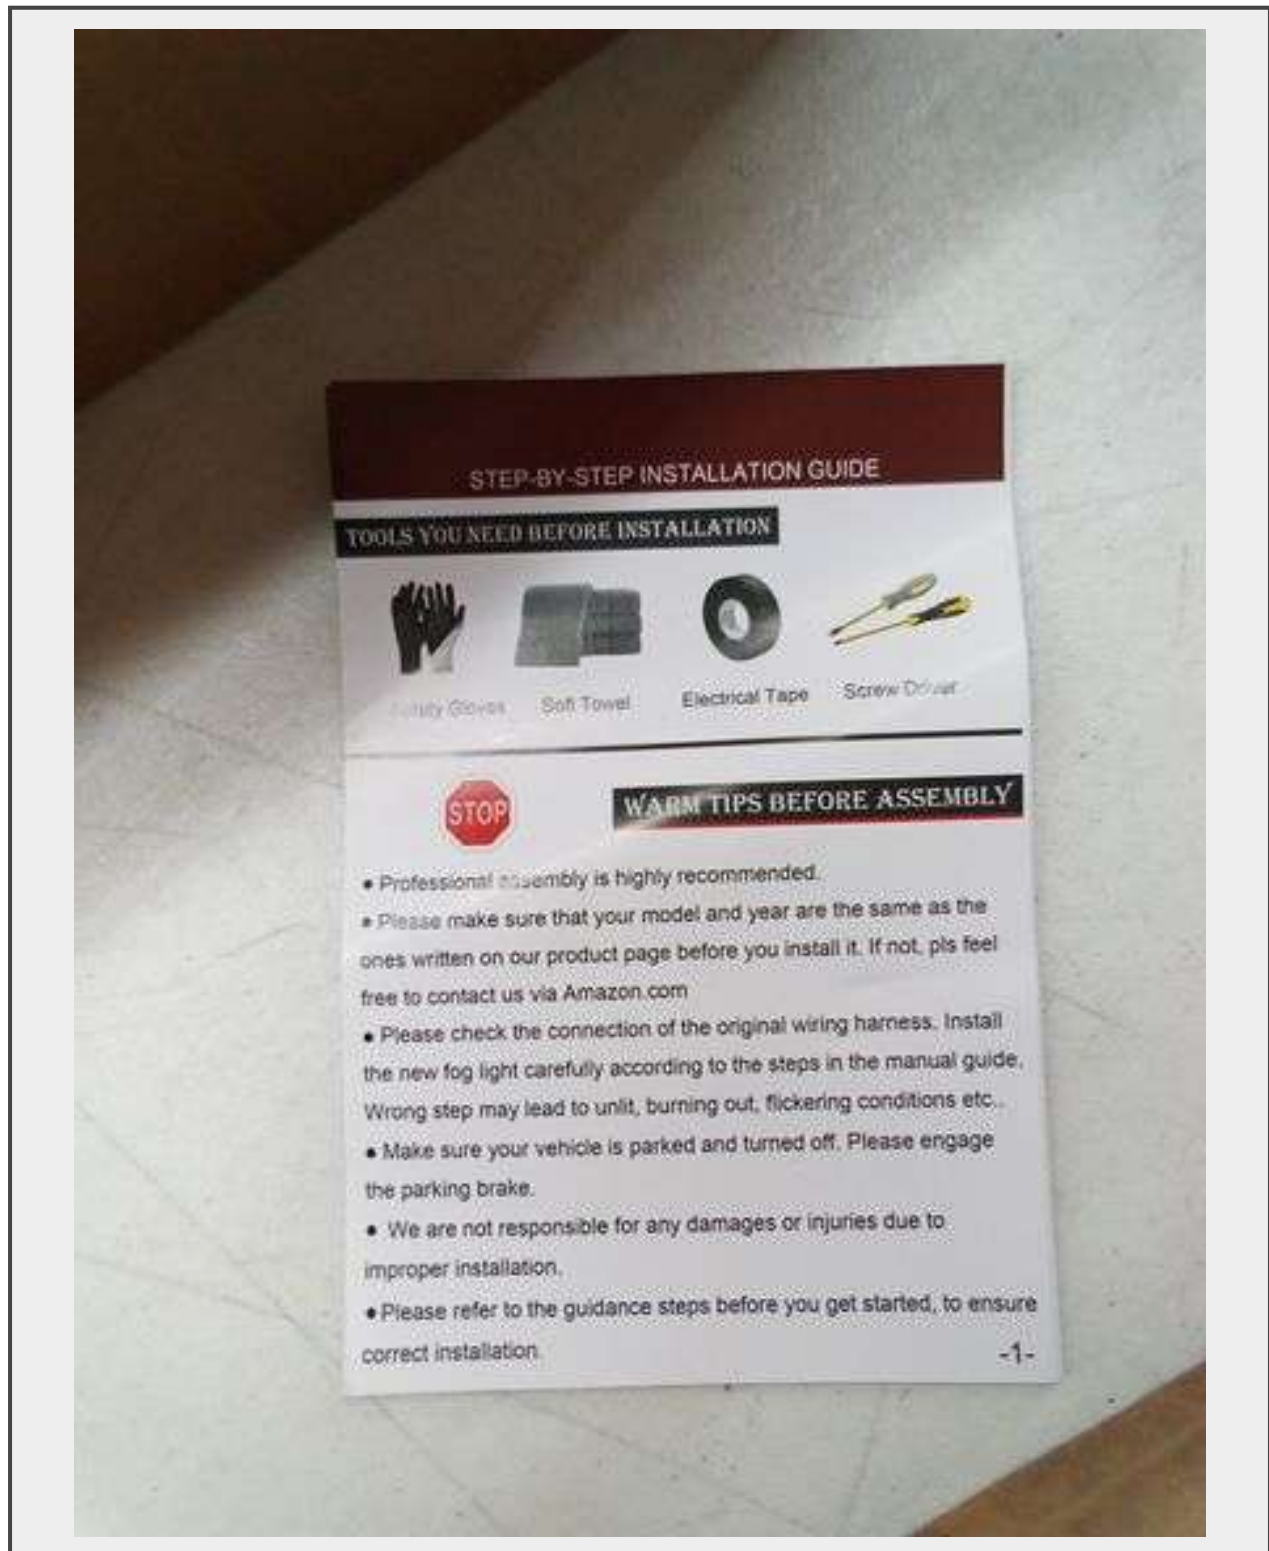 STEP-BY-STEP INSTALLATION GUIDE
TOOLS YOU NEED BEFORE INSTALLATION
Safety Gloves
Soft Towel
Electrical Tape
Screw Driver
STOP
WARM TIPS BEFORE ASSEMBLY
● Professional assembly is highly recommended.
● Please make sure that your model and year are the same as the
ones written on our product page before you install it. If not, pls feel
free to contact us via Amazon.com
● Please check the connection of the original wiring harness. Install
the new fog light carefully according to the steps in the manual guide.
Wrong step may lead to unlit, burning out, flickering conditions etc..
● Make sure your vehicle is parked and turned off. Please engage
the parking brake.
● We are not responsible for any damages or injuries due to
improper installation.
● Please refer to the guidance steps before you get started, to ensure
correct installation.
-1-